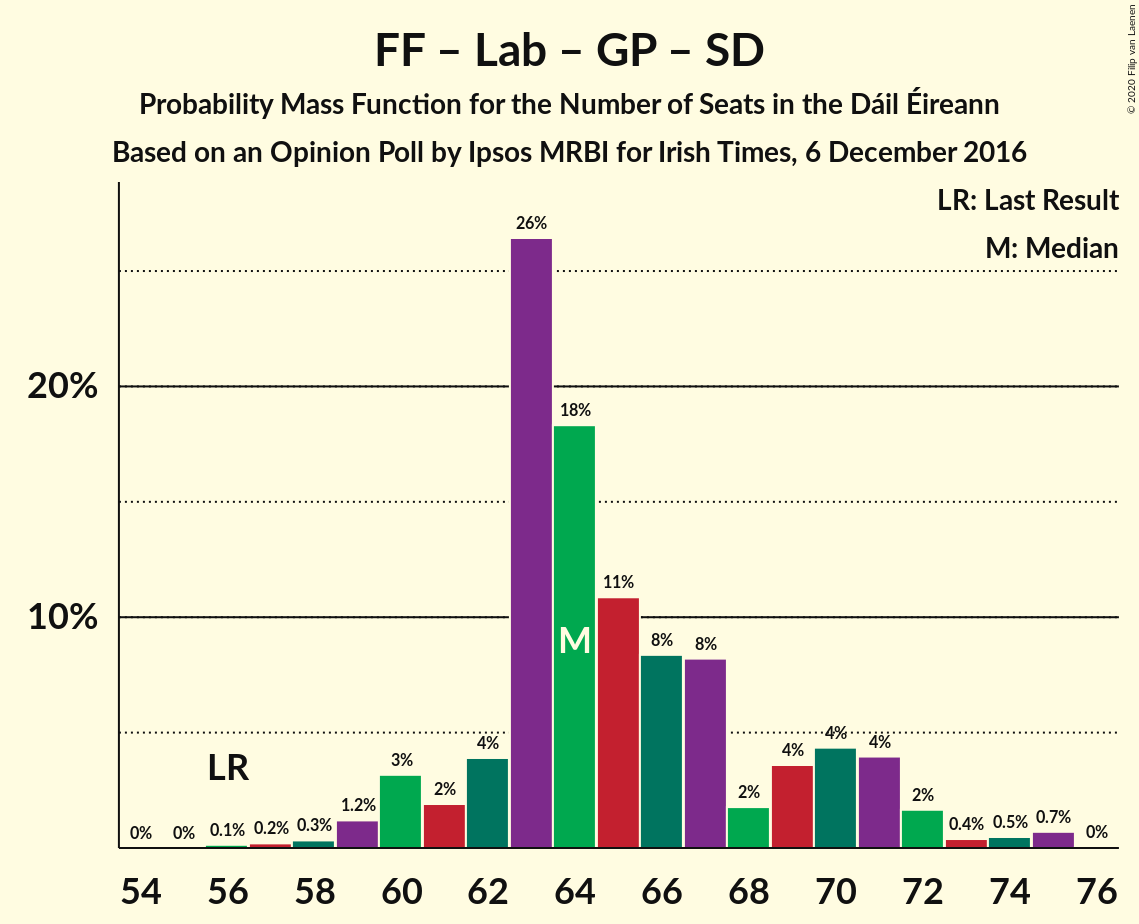 FF – Lab – GP – SD
Probability Mass Function for the Number of Seats in the Dáil Éireann
Based on an Opinion Poll by Ipsos MRBI for Irish Times, 6 December 2016
© 2020 Filip van Laenen
LR: Last Result
M: Median
20%
10%
LR
M
0%
0%
0.1%
0.2%
0.3%
1.2%
3%
2%
4%
26%
18%
11%
8%
8%
2%
4%
4%
4%
2%
0.4%
0.5%
0.7%
0%
54 56 58 60 62 64 66 68 70 72 74 76